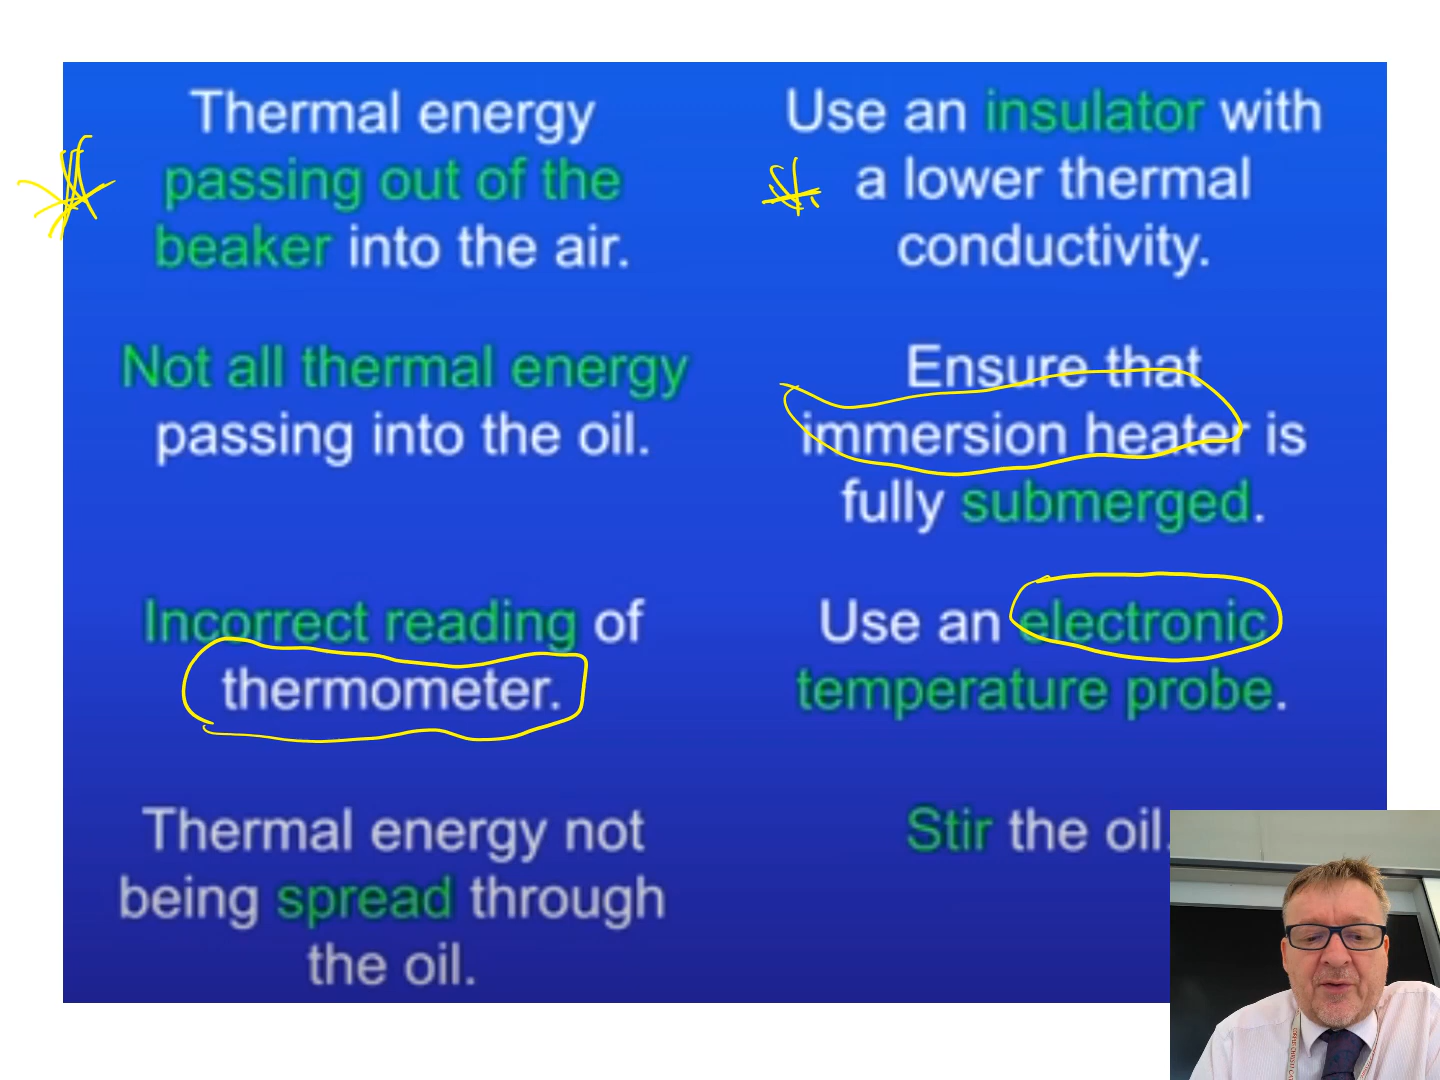 Thermal energy
passing out of the
beaker into the air.
Use an insulator with
a lower thermal
conductivity.
Not all thermal energy
passing into the oil.
Ensure that
immersion heater is
fully submerged.
Incorrect reading of
thermometer.
Use an electronic
temperature probe.
Thermal energy not
being spread through
the oil.
Stir the oil.